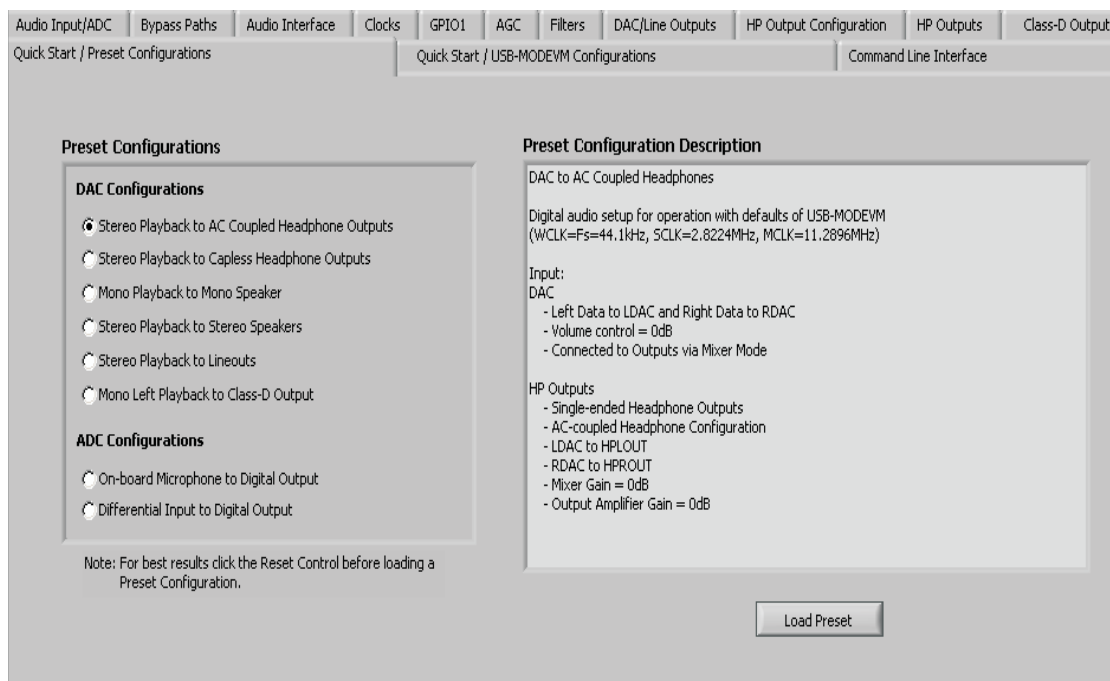 Audio Input/ADC Bypass Paths Audio Interface Clocks GPIO1 AGC Filters DAC/Line Outputs HP Output Configuration HP Outputs Class-D Output
Quick Start / Preset Configurations Quick Start / USB-MODEVM Configurations Command Line Interface
Preset Configurations
DAC Configurations
Stereo Playback to AC Coupled Headphone Outputs
Stereo Playback to Capless Headphone Outputs
Mono Playback to Mono Speaker
Stereo Playback to Stereo Speakers
Stereo Playback to Lineouts
Mono Left Playback to Class-D Output
ADC Configurations
On-board Microphone to Digital Output
Differential Input to Digital Output
Note: For best results click the Reset Control before loading a
Preset Configuration.
Preset Configuration Description
DAC to AC Coupled Headphones
Digital audio setup for operation with defaults of USB-MODEVM
(WCLK=Fs=44.1kHz, SCLK=2.8224MHz, MCLK=11.2896MHz)
Input:
DAC
- Left Data to LDAC and Right Data to RDAC
- Volume control = 0dB
- Connected to Outputs via Mixer Mode
HP Outputs
- Single-ended Headphone Outputs
- AC-coupled Headphone Configuration
- LDAC to HPLOUT
- RDAC to HPROUT
- Mixer Gain = 0dB
- Output Amplifier Gain = 0dB
Load Preset